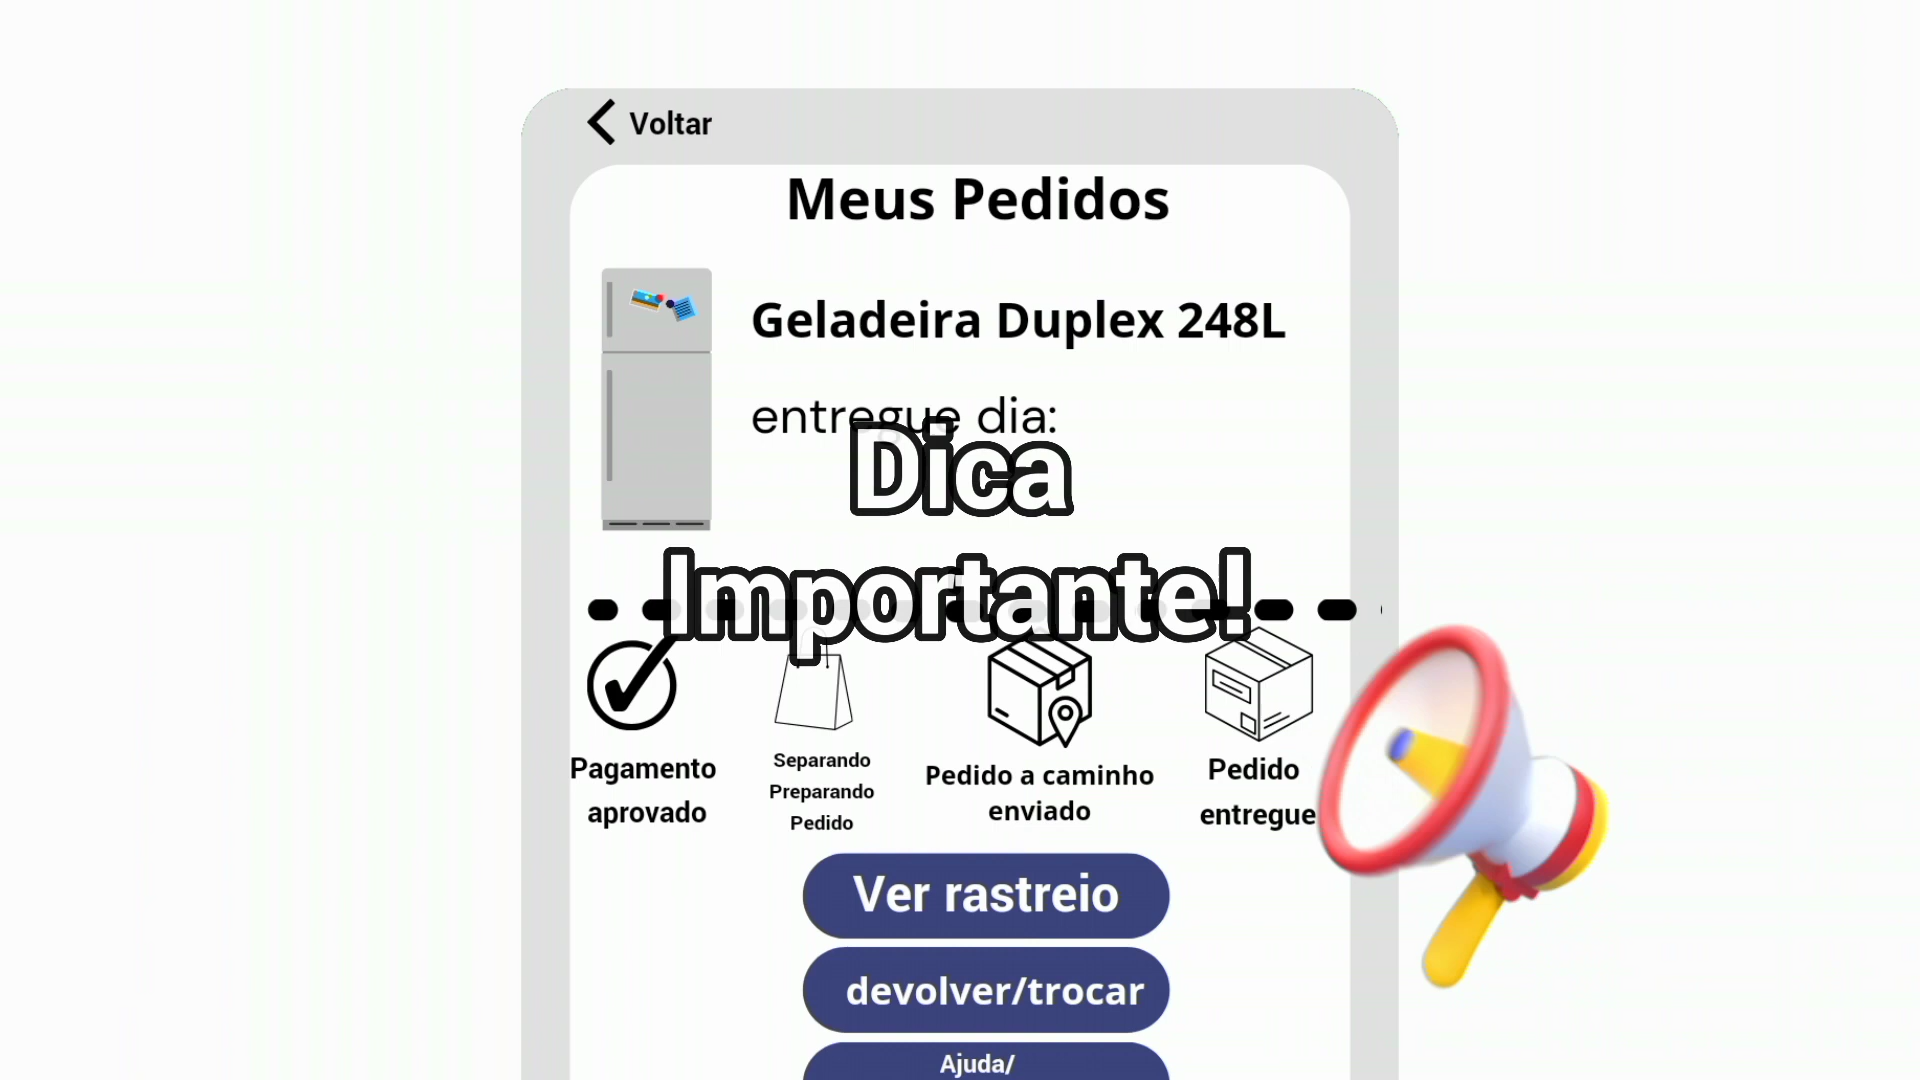 Voltar
Meus Pedidos
Geladeira Duplex 248L
entregue dia:
Dica
Importante!
Pagamento
aprovado
Separando
Preparando
Pedido
Pedido a caminho
enviado
Pedido
entregue
Ver rastreio
devolver/trocar
Ajuda/